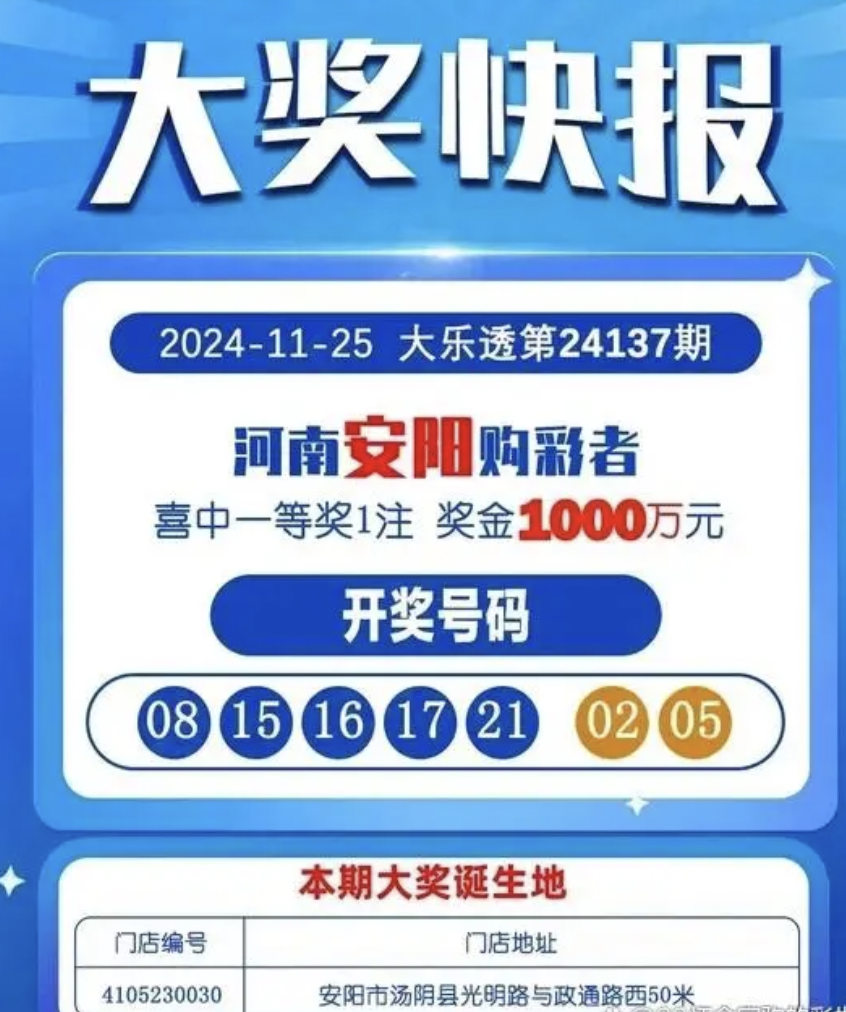 大奖快报
2024-11-25 大乐透第24137期
河南安阳购彩者
喜中一等奖1注 奖金1000万元
开奖号码
08 15 16 17 21 02 05
本期大奖诞生地
门店编号 门店地址
4105230030 安阳市汤阴县光明路与政通路西50米